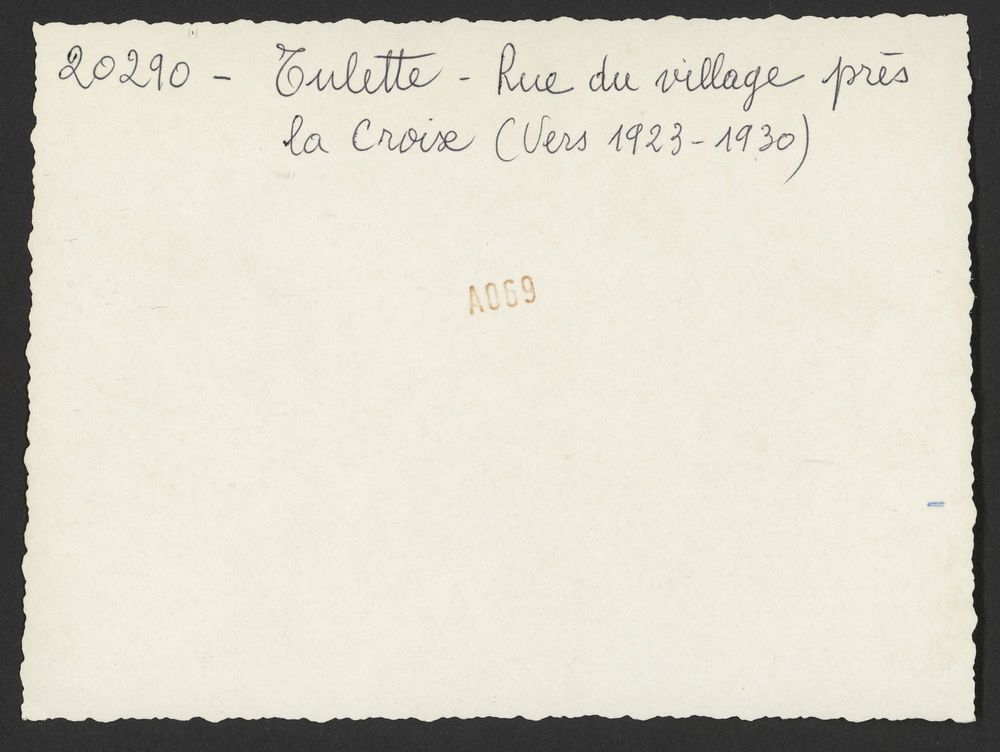 20290 - Tulette - Rue du village près
la Croix (Vers 1923-1930)
A069